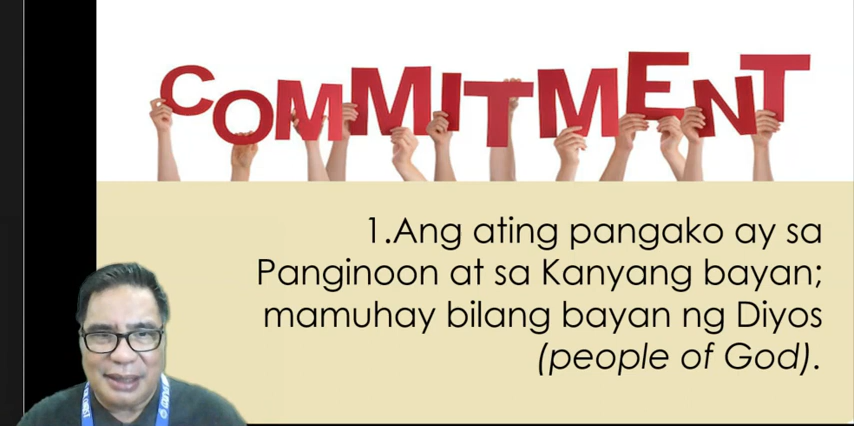 COMMITMENT
1.Ang ating pangako ay sa
Panginoon at sa Kanyang bayan;
mamuhay bilang bayan ng Diyos
(people of God).